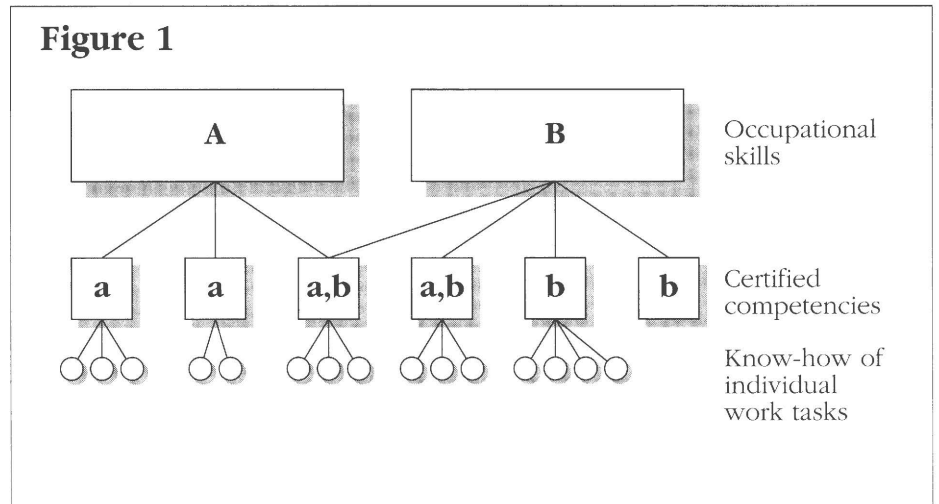 Figure 1
A
B
Occupational
skills
a
a
a,b
a,b
b
b
Certified
competencies
Know-how of
individual
work tasks